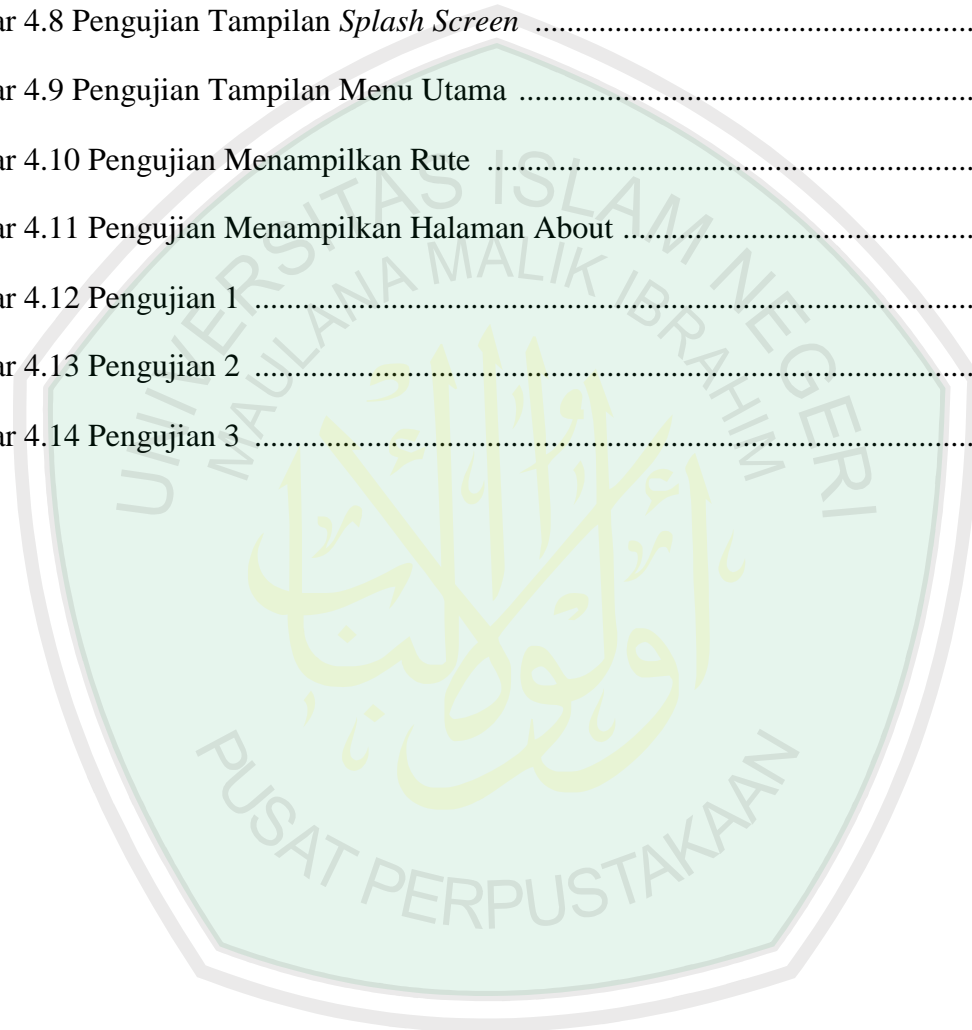 ar 4.8 Pengujian Tampilan Splash Screen ......................................................
ar 4.9 Pengujian Tampilan Menu Utama ........................................................
ar 4.10 Pengujian Menampilkan Rute ............................................................
ar 4.11 Pengujian Menampilkan Halaman About ...........................................
ar 4.12 Pengujian 1 .........................................................................................
ar 4.13 Pengujian 2 .........................................................................................
ar 4.14 Pengujian 3 .........................................................................................
UNIVERSITAS ISLAM NEGERI
MAULANA MALIK IBRAHIM
PUSAT PERPUSTAKAAN